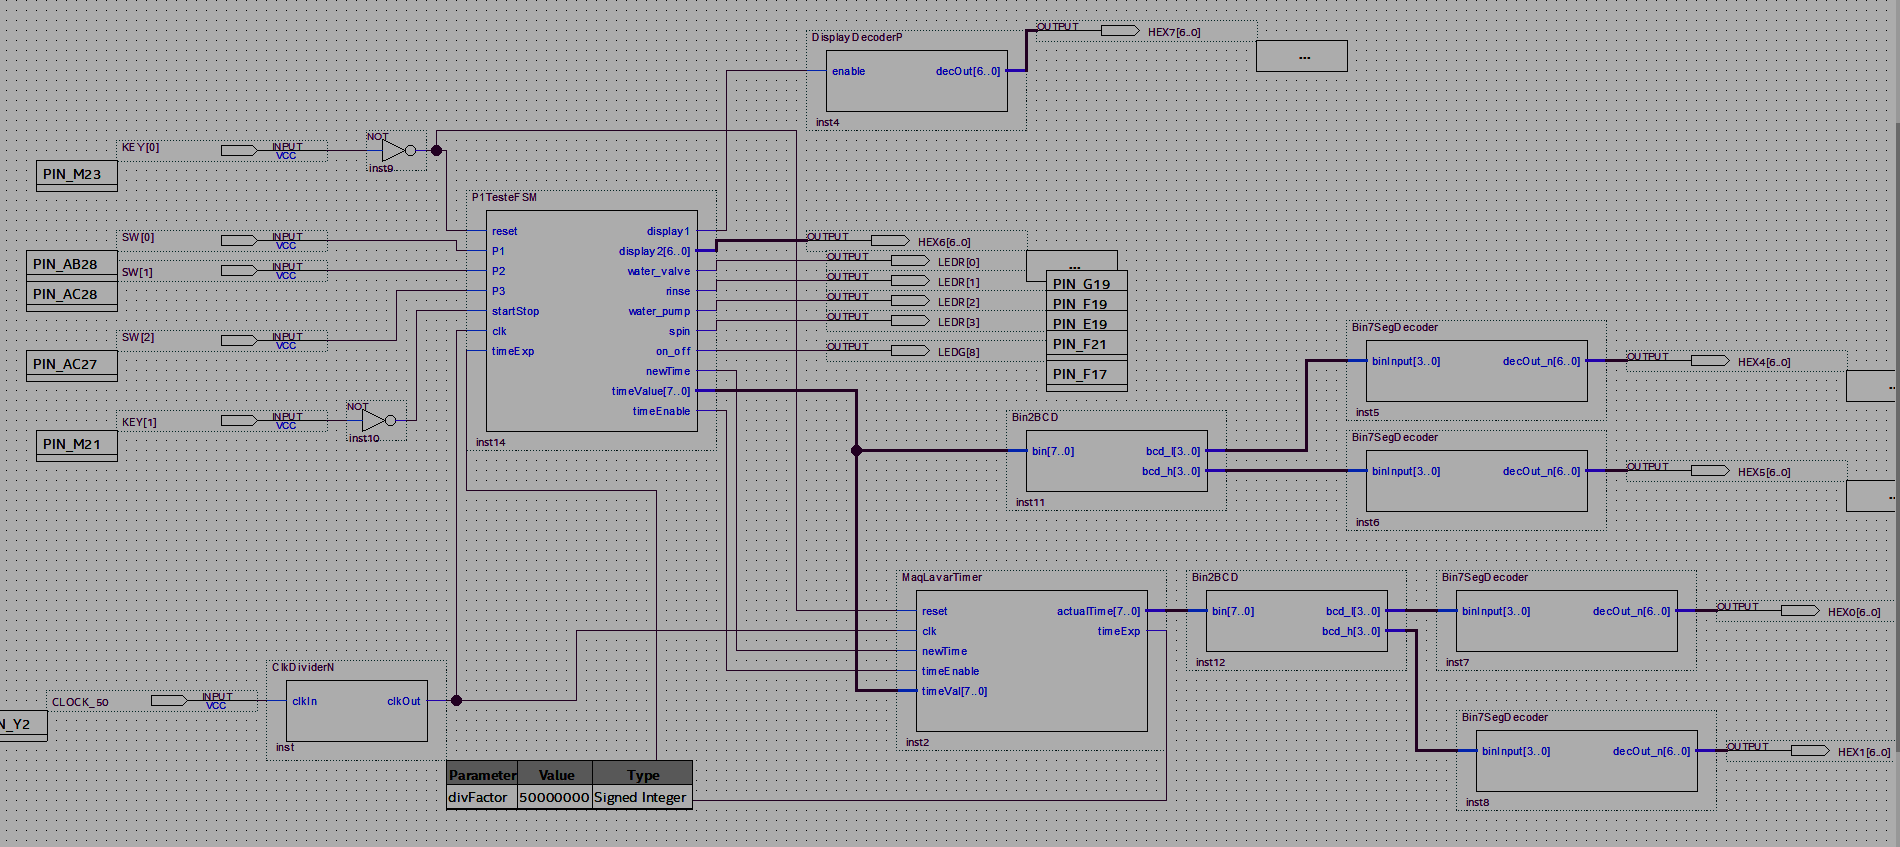 OUTPUT
HEX7[6..0]
DisplayDecoderP
...
enable
decOut[6..0]
inst4
NOT
KEY[0]
INPUT
VCC
PIN_M23
inst9
P1TesteFSM
SW[0]
INPUT
VCC
PIN_AB28
SW[1]
INPUT
VCC
PIN_AC28
SW[2]
INPUT
VCC
PIN_AC27
KEY[1]
INPUT
VCC
NOT
PIN_M21
inst10
reset
P1
P2
P3
startStop
clk
timeExp
display1
display2[6..0]
water_valve
rinse
water_pump
spin
on_off
newTime
timeValue[7..0]
timeEnable
inst14
OUTPUT
HEX6[6..0]
OUTPUT
LEDR[0]
OUTPUT
LEDR[1]
OUTPUT
LEDR[2]
OUTPUT
LEDR[3]
OUTPUT
LEDG[8]
...
PIN_G19
PIN_F19
PIN_E19
PIN_F21
PIN_F17
Bin2BCD
bin[7..0]
bcd_l[3..0]
bcd_h[3..0]
inst11
Bin7SegDecoder
binInput[3..0]
decOut_n[6..0]
inst5
OUTPUT
HEX4[6..0]
Bin7SegDecoder
binInput[3..0]
decOut_n[6..0]
inst6
OUTPUT
HEX5[6..0]
MaqLavarTimer
reset
clk
newTime
timeEnable
timeVal[7..0]
actualTime[7..0]
timeExp
inst2
Bin2BCD
bin[7..0]
bcd_l[3..0]
bcd_h[3..0]
inst12
Bin7SegDecoder
binInput[3..0]
decOut_n[6..0]
inst7
OUTPUT
HEX0[6..0]
Bin7SegDecoder
binInput[3..0]
decOut_n[6..0]
inst8
OUTPUT
HEX1[6..0]
ClkDividerN
CLOCK_50
INPUT
VCC
N_Y2
clkIn
clkOut
inst
Parameter Value Type
divFactor 50000000 Signed Integer